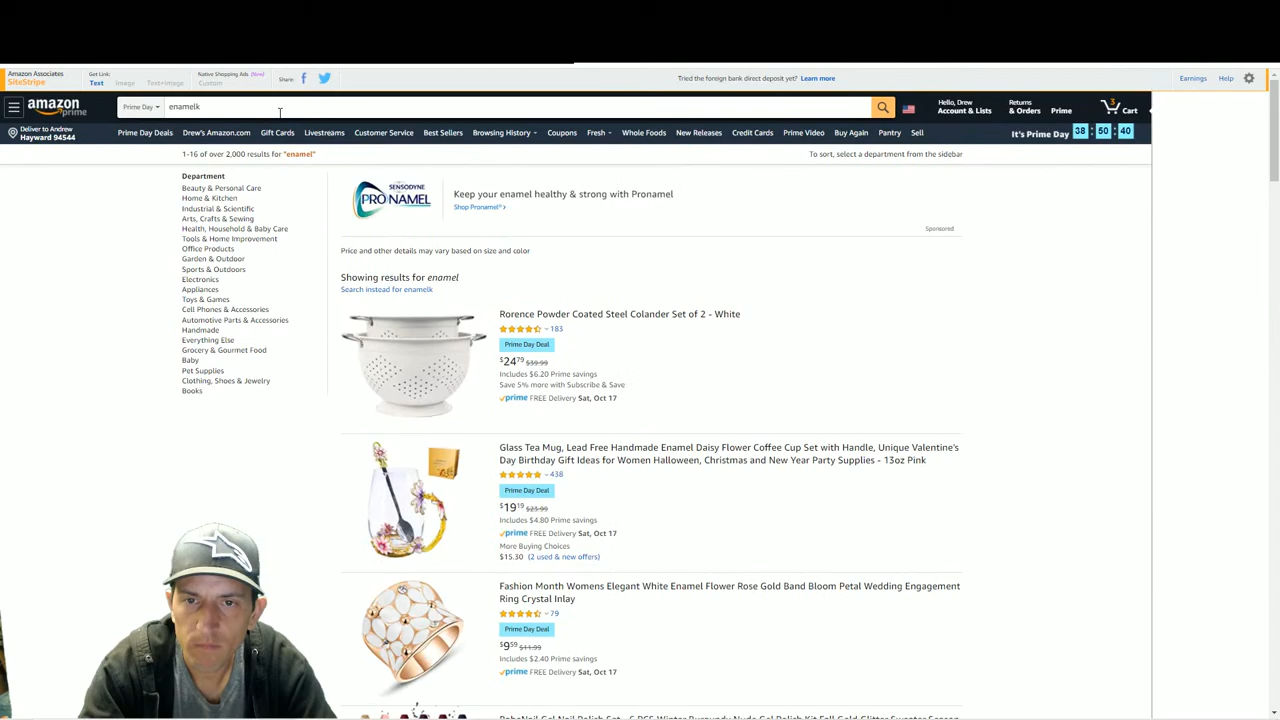 Amazon Associates
SiteStripe
Get Link:
Text Image Text+Image
Native Shopping Ads (New)
Custom
Share:
Tried the foreign bank direct deposit yet? Learn more
Earnings Help
amazon
prime
Prime Day
enamelk
Hello, Drew
Account & Lists
Returns
& Orders
Prime
3
Cart
Deliver to Andrew
Hayward 94544
Prime Day Deals Drew's Amazon.com Gift Cards Livestreams Customer Service Best Sellers Browsing History Coupons Fresh Whole Foods New Releases Credit Cards Prime Video Buy Again Pantry Sell
It's Prime Day 38 : 50 : 40
1-16 of over 2,000 results for "enamel"
To sort, select a department from the sidebar
Department
Beauty & Personal Care
Home & Kitchen
Industrial & Scientific
Arts, Crafts & Sewing
Health, Household & Baby Care
Tools & Home Improvement
Office Products
Garden & Outdoor
Sports & Outdoors
Electronics
Appliances
Toys & Games
Cell Phones & Accessories
Automotive Parts & Accessories
Handmade
Everything Else
Grocery & Gourmet Food
Baby
Pet Supplies
Clothing, Shoes & Jewelry
Books
SENSODYNE
PRONAMEL
Keep your enamel healthy & strong with Pronamel
Shop Pronamel®›
Sponsored
Price and other details may vary based on size and color
Showing results for enamel
Search instead for enamelk
Rorence Powder Coated Steel Colander Set of 2 - White
183
Prime Day Deal
$24.79 $39.99
Includes $6.20 Prime savings
Save 5% more with Subscribe & Save
prime FREE Delivery Sat, Oct 17
Glass Tea Mug, Lead Free Handmade Enamel Daisy Flower Coffee Cup Set with Handle, Unique Valentine's
Day Birthday Gift Ideas for Women Halloween, Christmas and New Year Party Supplies - 13oz Pink
438
Prime Day Deal
$19.19 $23.99
Includes $4.80 Prime savings
prime FREE Delivery Sat, Oct 17
More Buying Choices
$15.30 (2 used & new offers)
Fashion Month Womens Elegant White Enamel Flower Rose Gold Band Bloom Petal Wedding Engagement
Ring Crystal Inlay
79
Prime Day Deal
$9.59 $11.99
Includes $2.40 Prime savings
prime FREE Delivery Sat, Oct 17